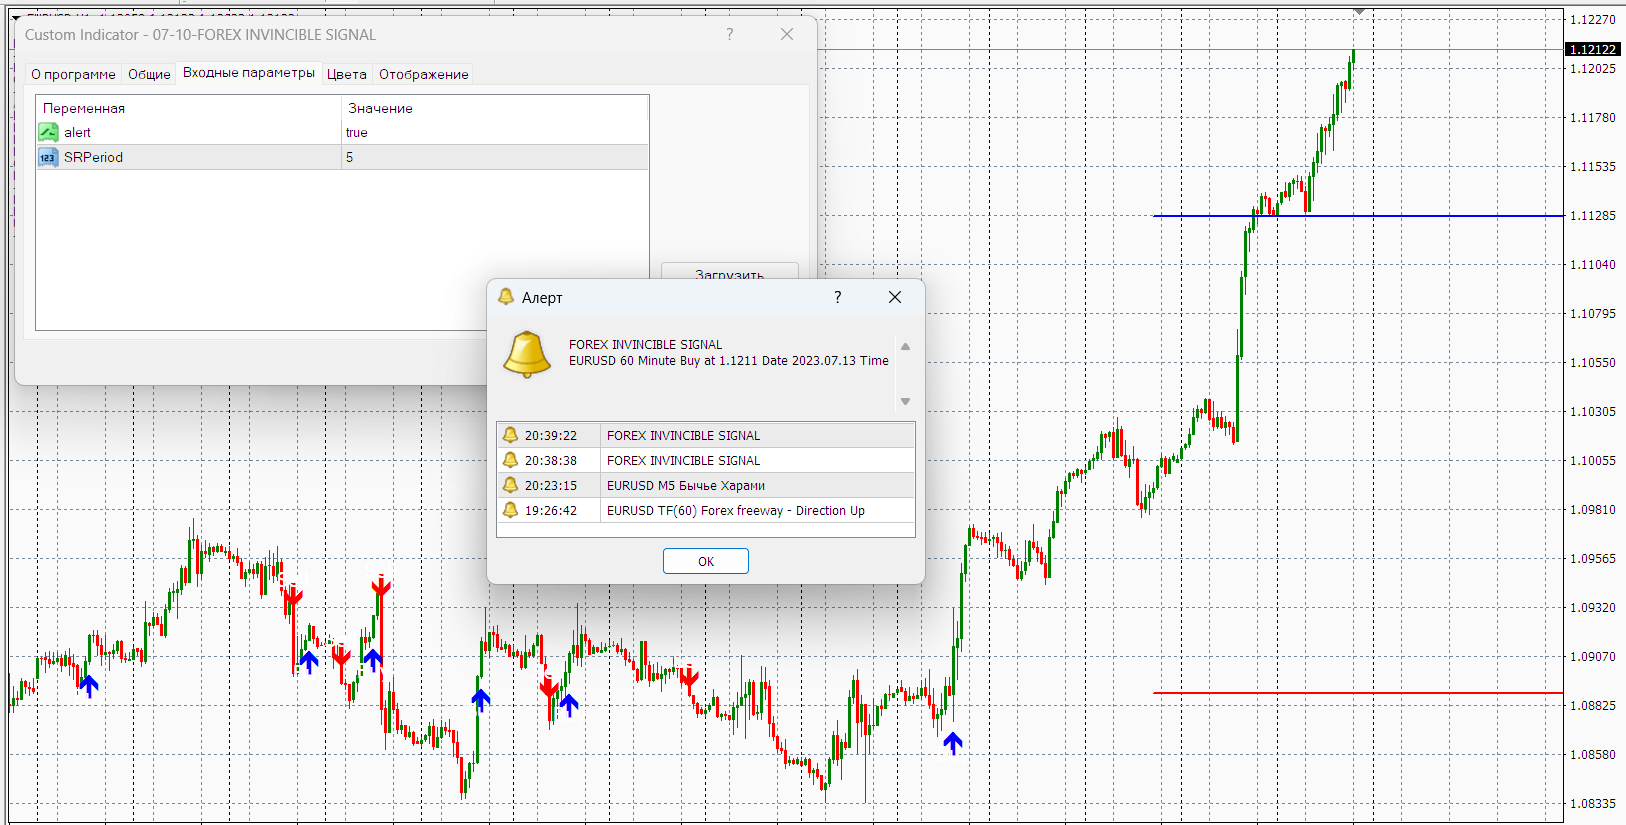 Custom Indicator - 07-10-FOREX INVINCIBLE SIGNAL
?
О программе
Общие
Входные параметры
Цвета
Отображение
Переменная Значение
alert true
123 SRPeriod 5
Загрузить
Алерт
?
FOREX INVINCIBLE SIGNAL
EURUSD 60 Minute Buy at 1.1211 Date 2023.07.13 Time
20:39:22 FOREX INVINCIBLE SIGNAL
20:38:38 FOREX INVINCIBLE SIGNAL
20:23:15 EURUSD M5 Бычье Харами
19:26:42 EURUSD TF(60) Forex freeway - Direction Up
OK
1.12270
1.12122
1.12025
1.11780
1.11535
1.11285
1.11040
1.10795
1.10550
1.10305
1.10055
1.09810
1.09565
1.09320
1.09070
1.08825
1.08580
1.08335